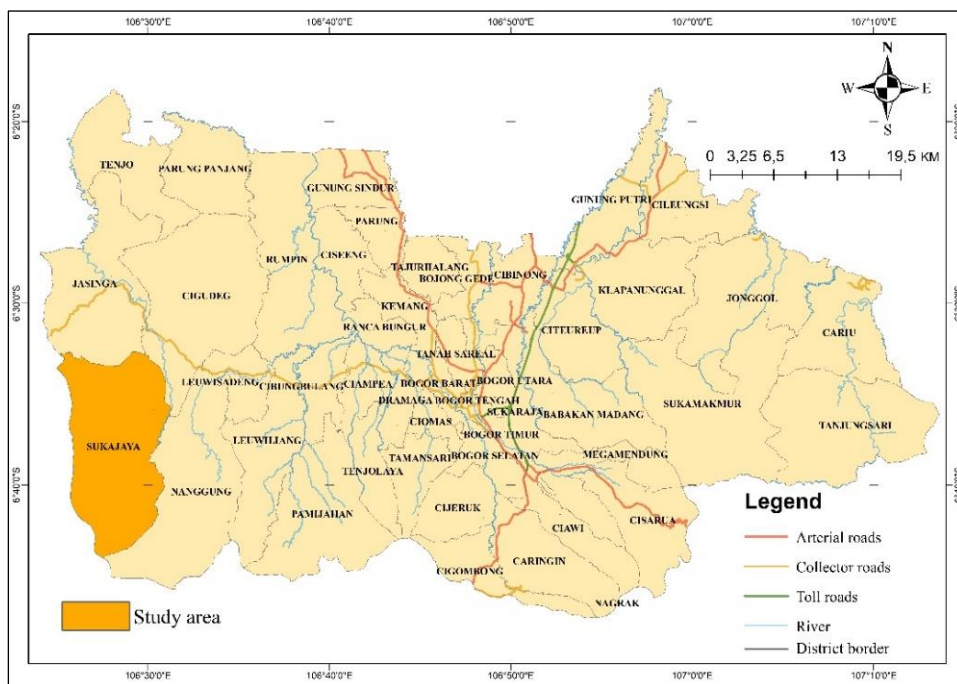 106°30'0"E 106°40'0"E 106°50'0"E 107°0'0"E 107°10'0"E
N
W E
S
6°20'0"S
0 3,25 6,5 13 19,5 KM
TENJO
PARUNG PANJANG
GUNUNG SINDUR
PARUNG
GUNUNG PUTRI
CILEUNGSI
RUMPIN
CISEENG
TAJURHALANG
BOJONG GEDE
CIBINONG
JASINGA
CIGUDEG
KLAPANUNGGAL
JONGGOL
6°30'0"S
KEMANG
RANCA BUNGUR
CITEUREUP
CARIU
TANAH SAREAL
LEUWISADENG
CIBUNGBULANG
CIAMPEA
BOGOR BARAT
BOGOR UTARA
DRAMAGA
BOGOR TENGAH
SUKARAJA
BABAKAN MADANG
SUKAMAKMUR
TANJUNGSARI
SUKAJAYA
LEUWILIANG
CIOMAS
BOGOR TIMUR
TAMANSARI
BOGOR SELATAN
MEGAMENDUNG
TENJOLAYA
NANGGUNG
6°40'0"S
PAMIJAHAN
CIJERUK
CIAWI
CISARUA
CIGOMBONG
CARINGIN
NAGRAK
Legend
Arterial roads
Collector roads
Toll roads
River
District border
Study area
106°30'0"E 106°40'0"E 106°50'0"E 107°0'0"E 107°10'0"E